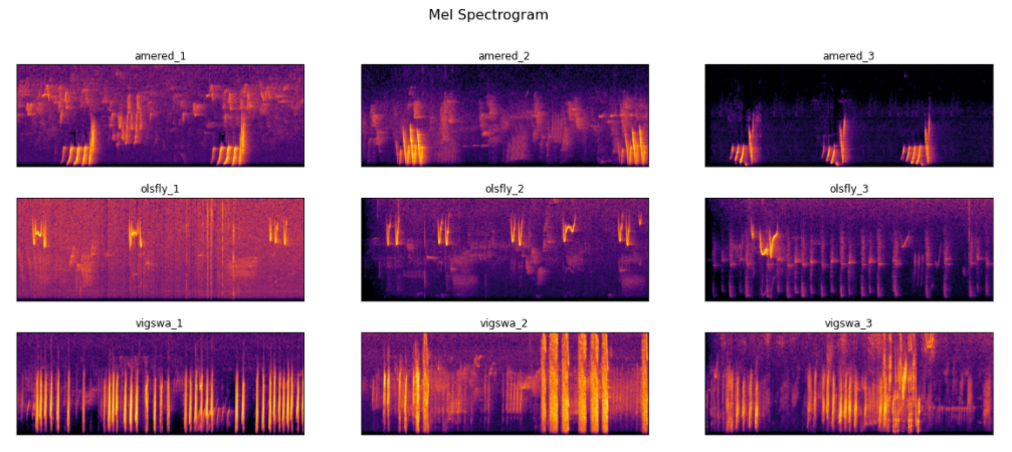 Mel Spectrogram
amered_1 amered_2 amered_3
olsfly_1 olsfly_2 olsfly_3
vigswa_1 vigswa_2 vigswa_3